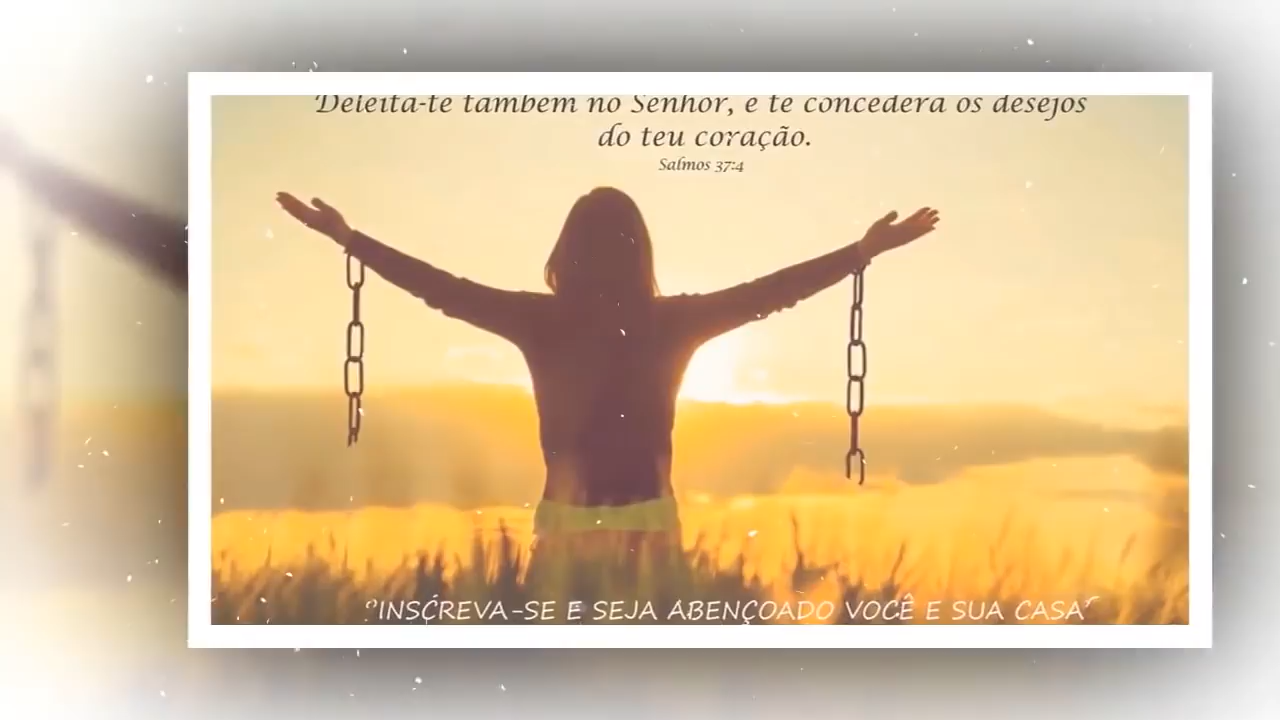 Deleita-te também no Senhor, e te concederá os desejos
do teu coração.
Salmos 37:4
"INSCREVA-SE E SEJA ABENÇOADO VOCÊ E SUA CASA"